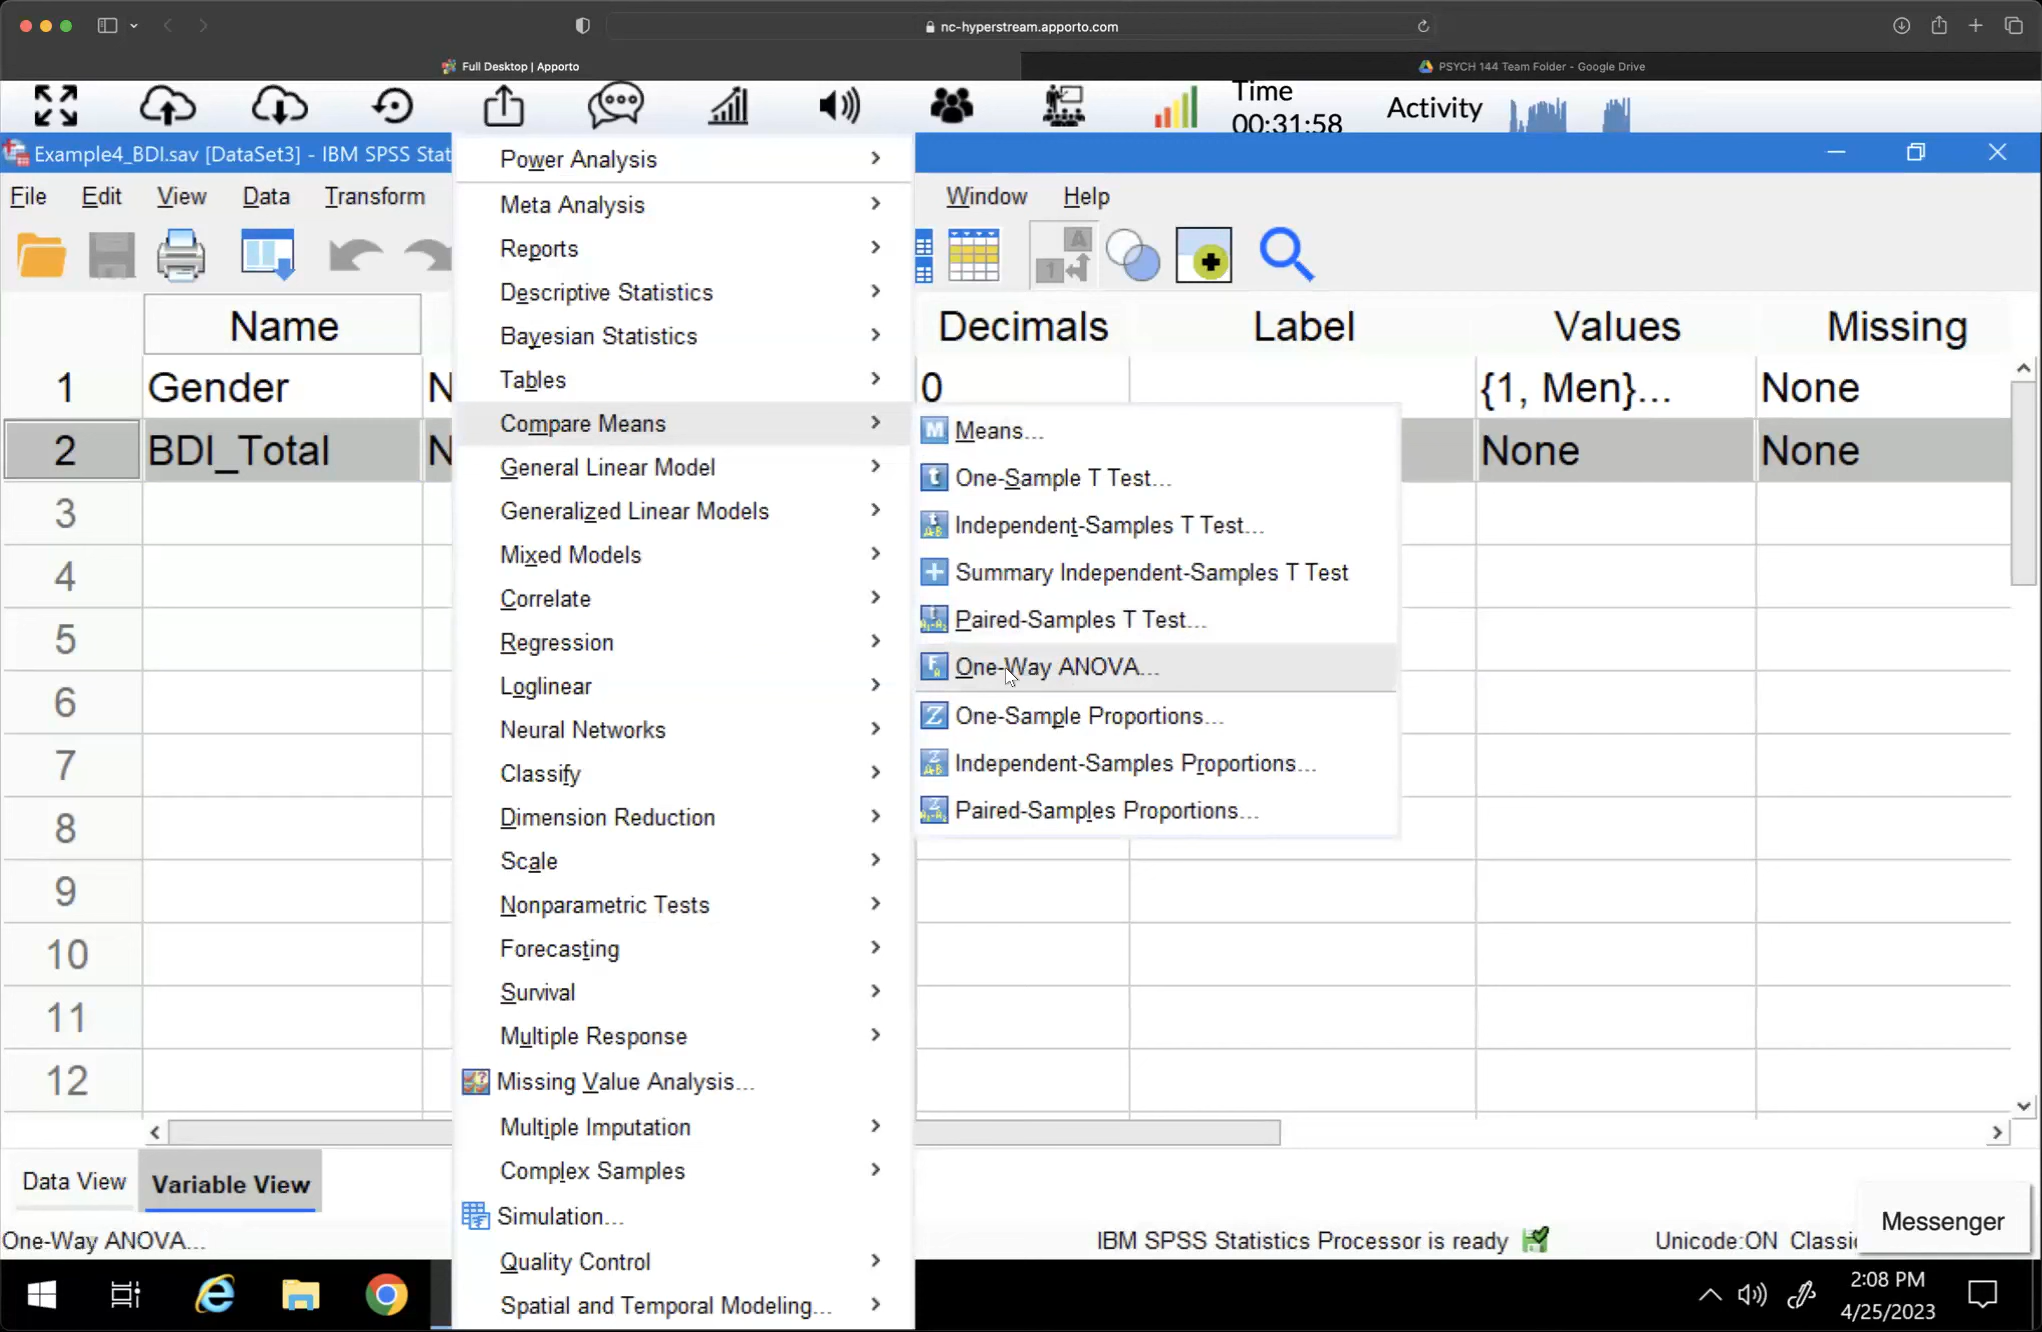 nc-hyperstream.apporto.com
Full Desktop | Apporto
PSYCH 144 Team Folder - Google Drive
Time
00:31:58
Activity
Example4_BDI.sav [DataSet3] - IBM SPSS Stat
File Edit View Data Transform
Window Help
Name Decimals Label Values Missing
1 Gender N 0 {1, Men}... None
2 BDI_Total N None None
3
4
5
6
7
8
9
10
11
12
Power Analysis
Meta Analysis
Reports
Descriptive Statistics
Bayesian Statistics
Tables
Compare Means
General Linear Model
Generalized Linear Models
Mixed Models
Correlate
Regression
Loglinear
Neural Networks
Classify
Dimension Reduction
Scale
Nonparametric Tests
Forecasting
Survival
Multiple Response
Missing Value Analysis...
Multiple Imputation
Complex Samples
Simulation...
Quality Control
Spatial and Temporal Modeling...
Means...
One-Sample T Test...
Independent-Samples T Test...
Summary Independent-Samples T Test
Paired-Samples T Test...
One-Way ANOVA...
One-Sample Proportions...
Independent-Samples Proportions...
Paired-Samples Proportions...
Data View Variable View
One-Way ANOVA...
IBM SPSS Statistics Processor is ready
Unicode:ON Classic
Messenger
2:08 PM
4/25/2023